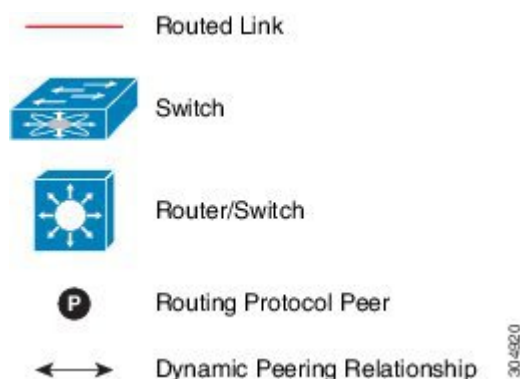 Routed Link
Switch
Router/Switch
P
Routing Protocol Peer
Dynamic Peering Relationship
304920